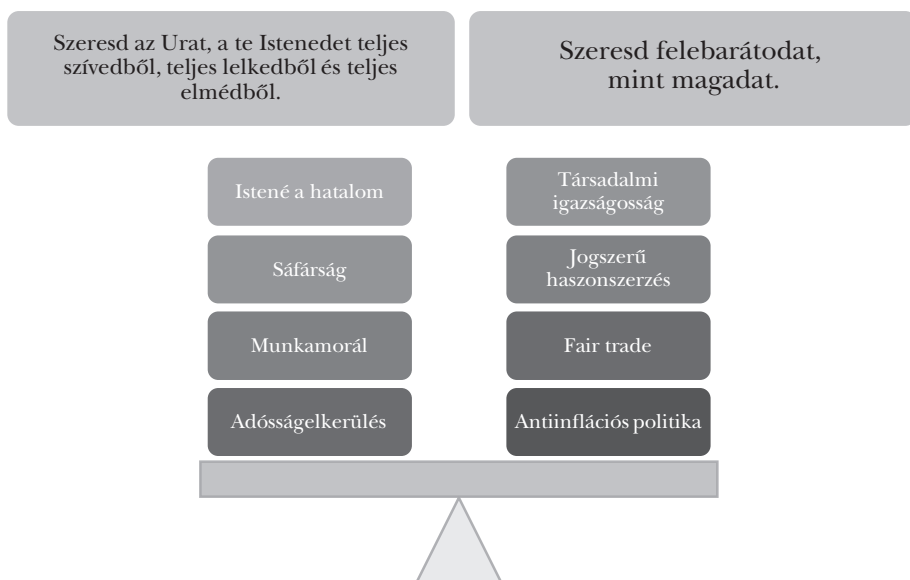 Szeresd az Urat, a te Istenedet teljes
szívedből, teljes lelkedből és teljes
elmédből.
Szeresd felebarátodat,
mint magadat.
Istené a hatalom
Társadalmi
igazságosság
Sáfárság
Jogszerű
haszonszerzés
Munkamorál
Fair trade
Adósságelkerülés
Antiinflációs politika